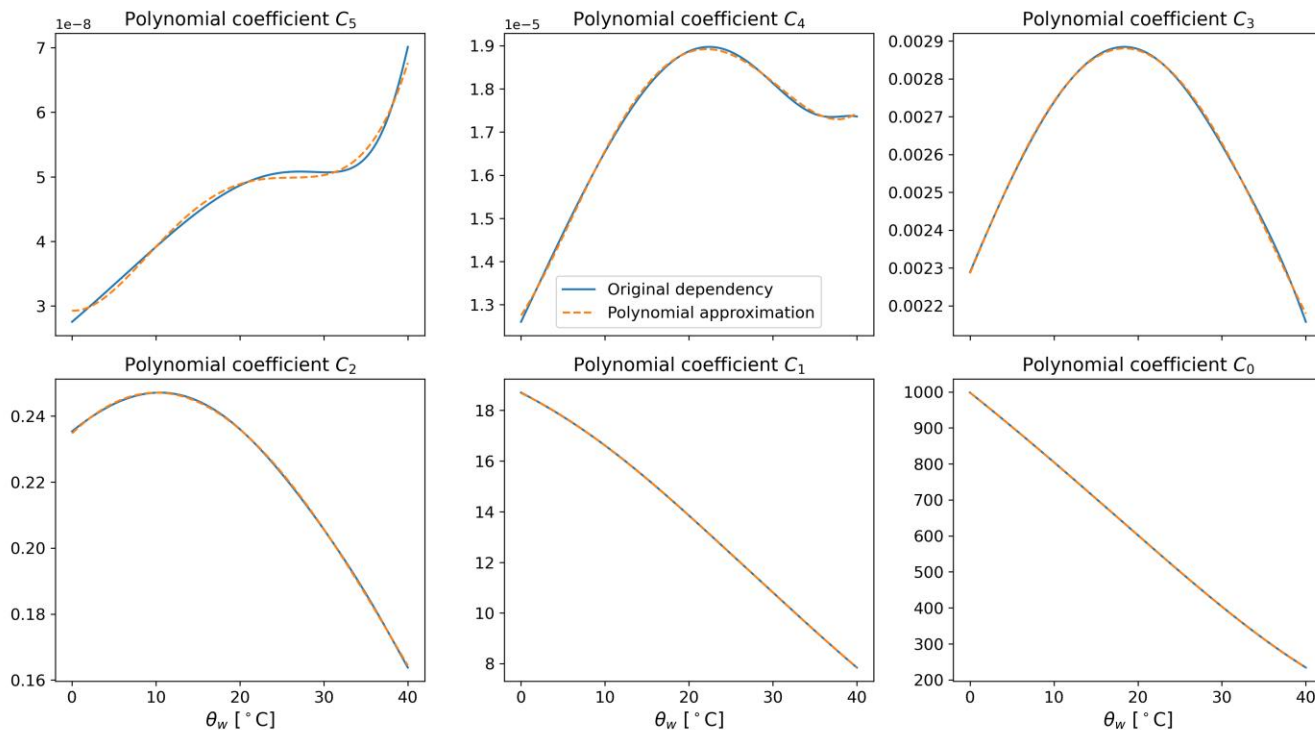 Polynomial coefficient C₅
1e−8
7
6
5
4
3
Polynomial coefficient C₄
1e−5
1.9
1.8
1.7
1.6
1.5
1.4
1.3
Original dependency
Polynomial approximation
Polynomial coefficient C₃
0.0029
0.0028
0.0027
0.0026
0.0025
0.0024
0.0023
0.0022
Polynomial coefficient C₂
0.24
0.22
0.20
0.18
0.16
0 10 20 30 40
θ_w [°C]
Polynomial coefficient C₁
18
16
14
12
10
8
0 10 20 30 40
θ_w [°C]
Polynomial coefficient C₀
1000
900
800
700
600
500
400
300
200
0 10 20 30 40
θ_w [°C]